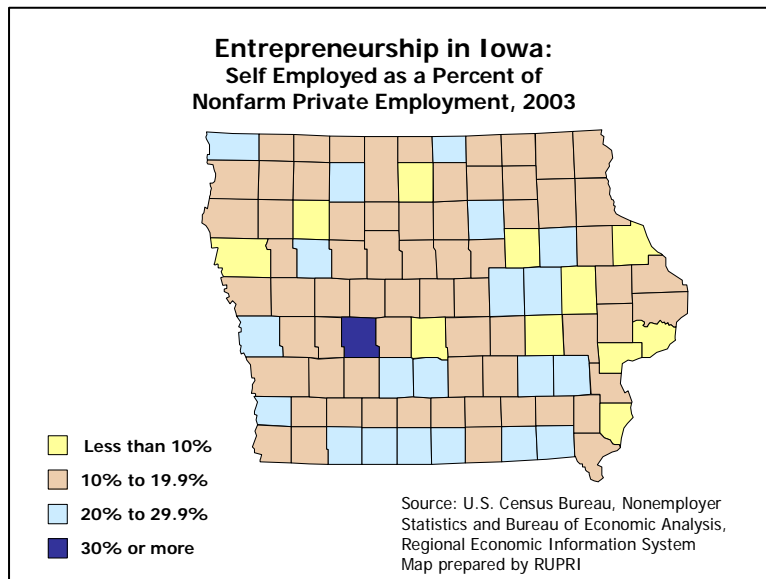 Entrepreneurship in Iowa:
Self Employed as a Percent of
Nonfarm Private Employment, 2003
Less than 10%
10% to 19.9%
20% to 29.9%
30% or more
Source: U.S. Census Bureau, Nonemployer
Statistics and Bureau of Economic Analysis,
Regional Economic Information System
Map prepared by RUPRI